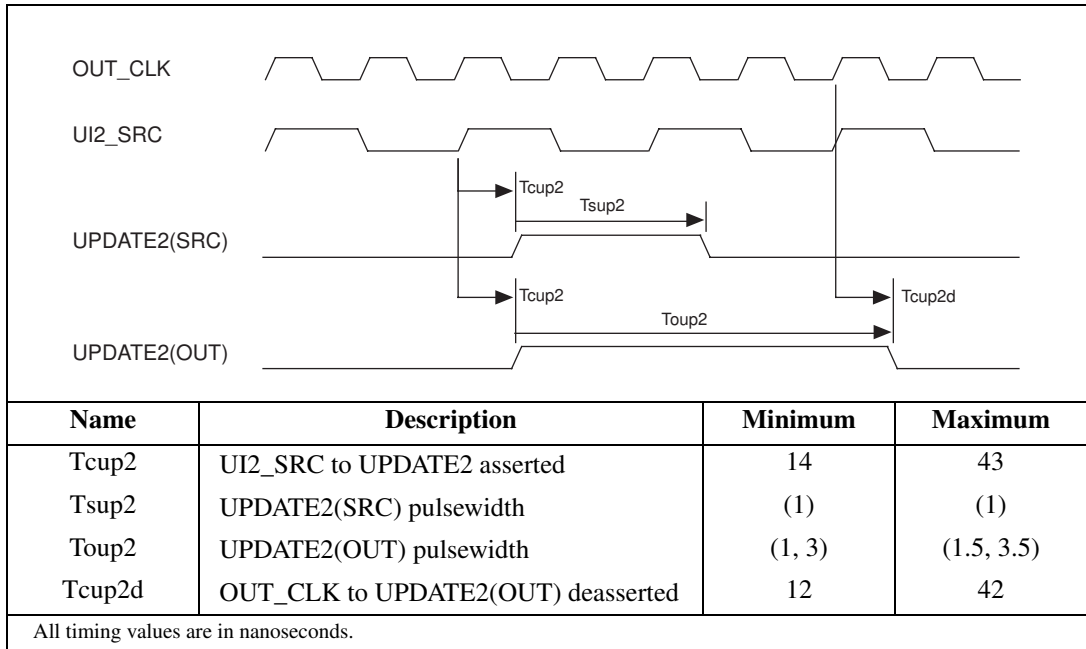 OUT_CLK
UI2_SRC
Tcup2
Tsup2
UPDATE2(SRC)
Tcup2
Tcup2d
Toup2
UPDATE2(OUT)
Name Description Minimum Maximum
Tcup2 UI2_SRC to UPDATE2 asserted 14 43
Tsup2 UPDATE2(SRC) pulsewidth (1) (1)
Toup2 UPDATE2(OUT) pulsewidth (1, 3) (1.5, 3.5)
Tcup2d OUT_CLK to UPDATE2(OUT) deasserted 12 42
All timing values are in nanoseconds.